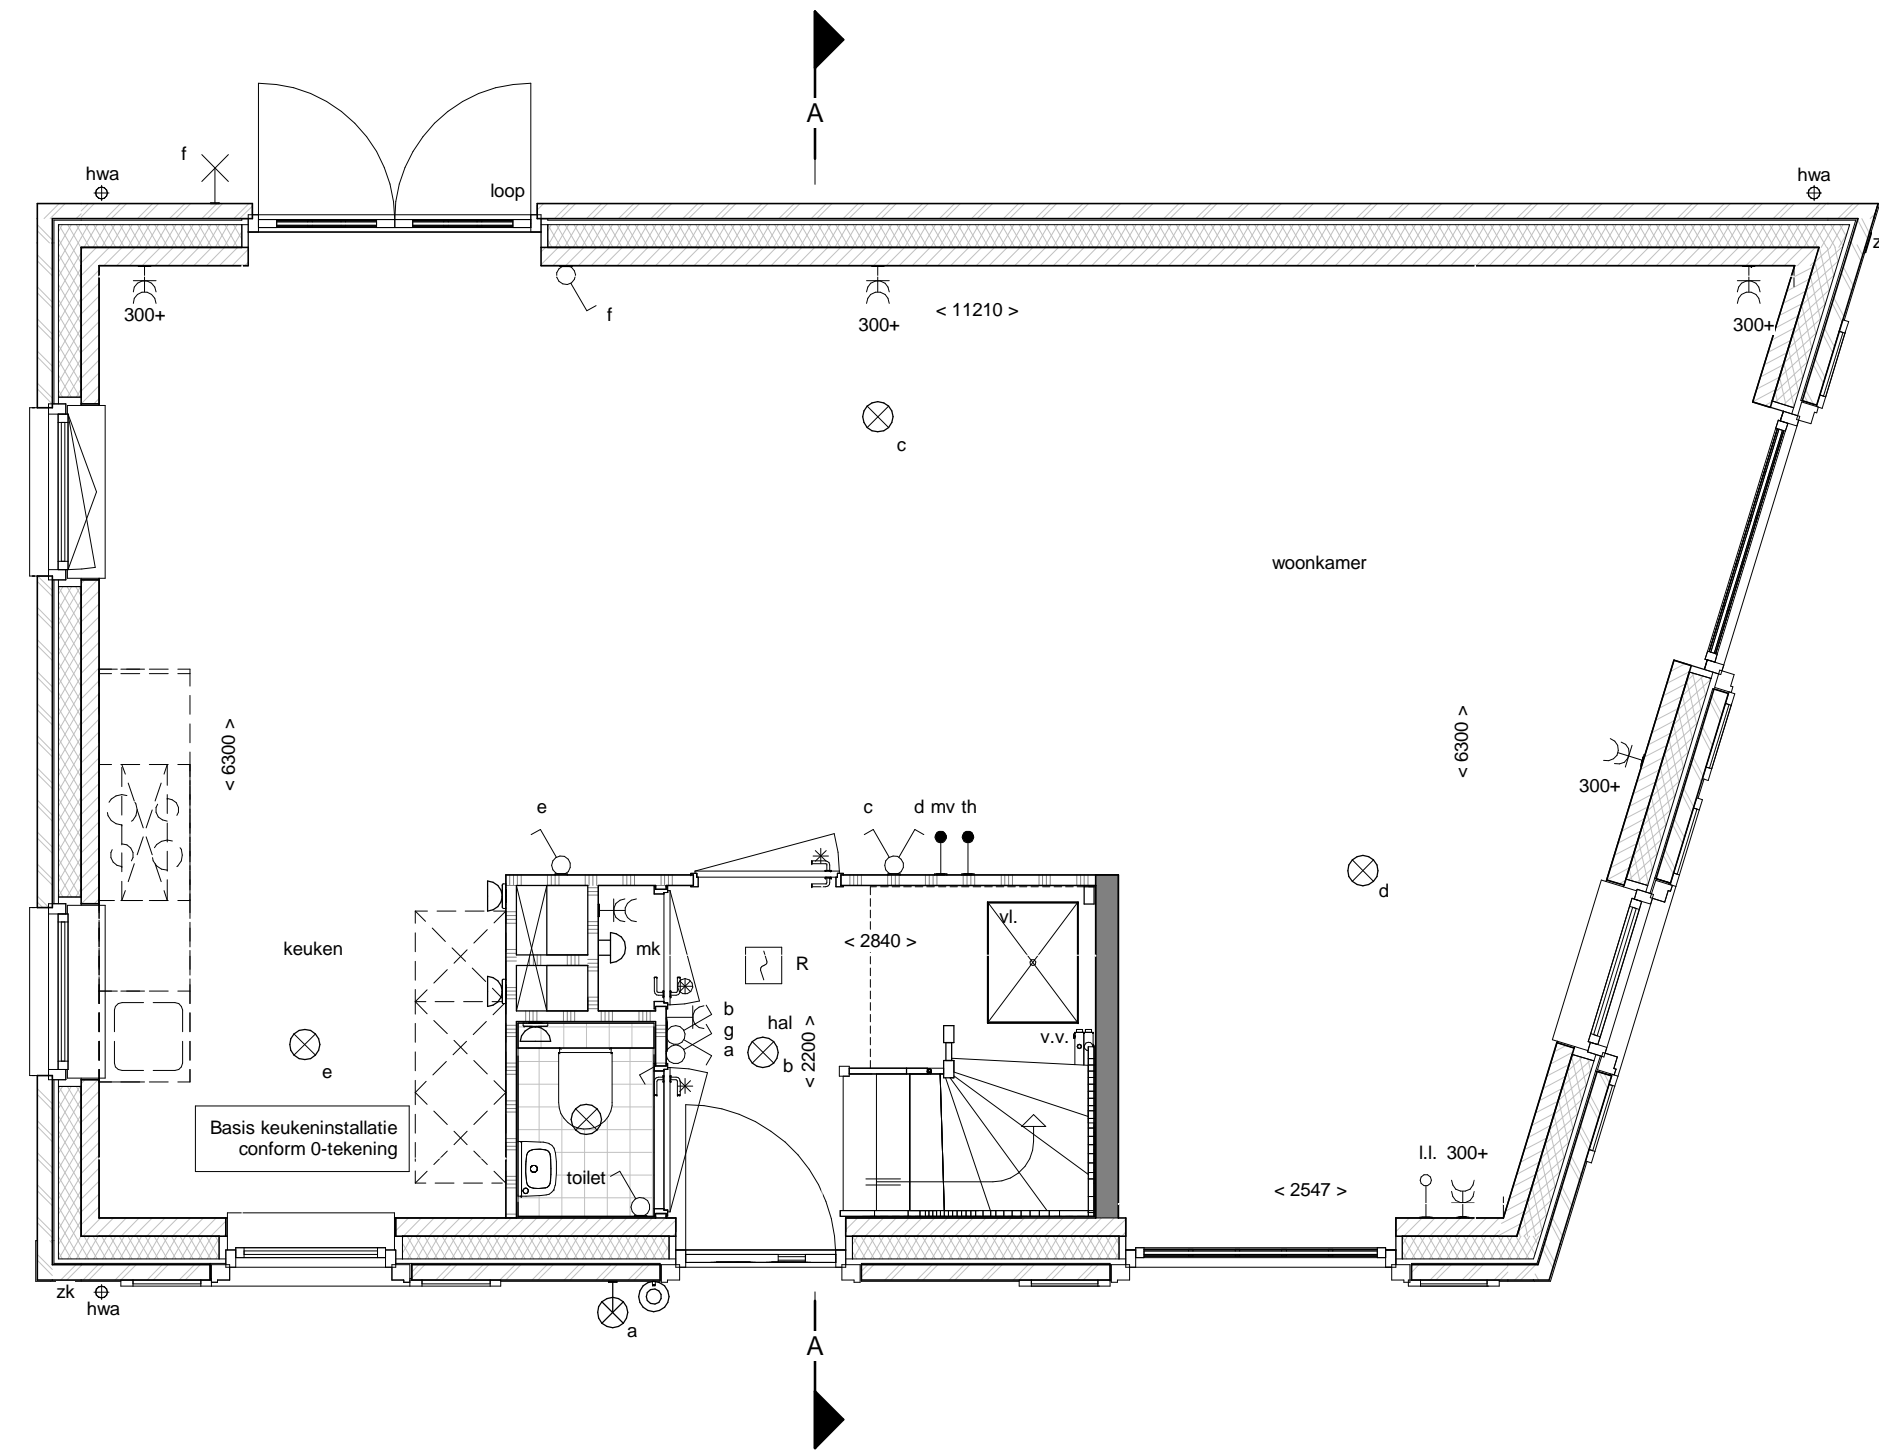 A
f
hwa
loop
hwa
z
300+
f
300+
< 11210 >
300+
c
woonkamer
< 6300 >
< 6300 >
300+
e
c
d
mv
th
d
keuken
mk
R
< 2840 >
vl.
b
g
a
hal
b
< 2200 >
v.v.
e
Basis keukeninstallatie
conform 0-tekening
toilet
l.l.
300+
< 2547 >
zk
hwa
a
A